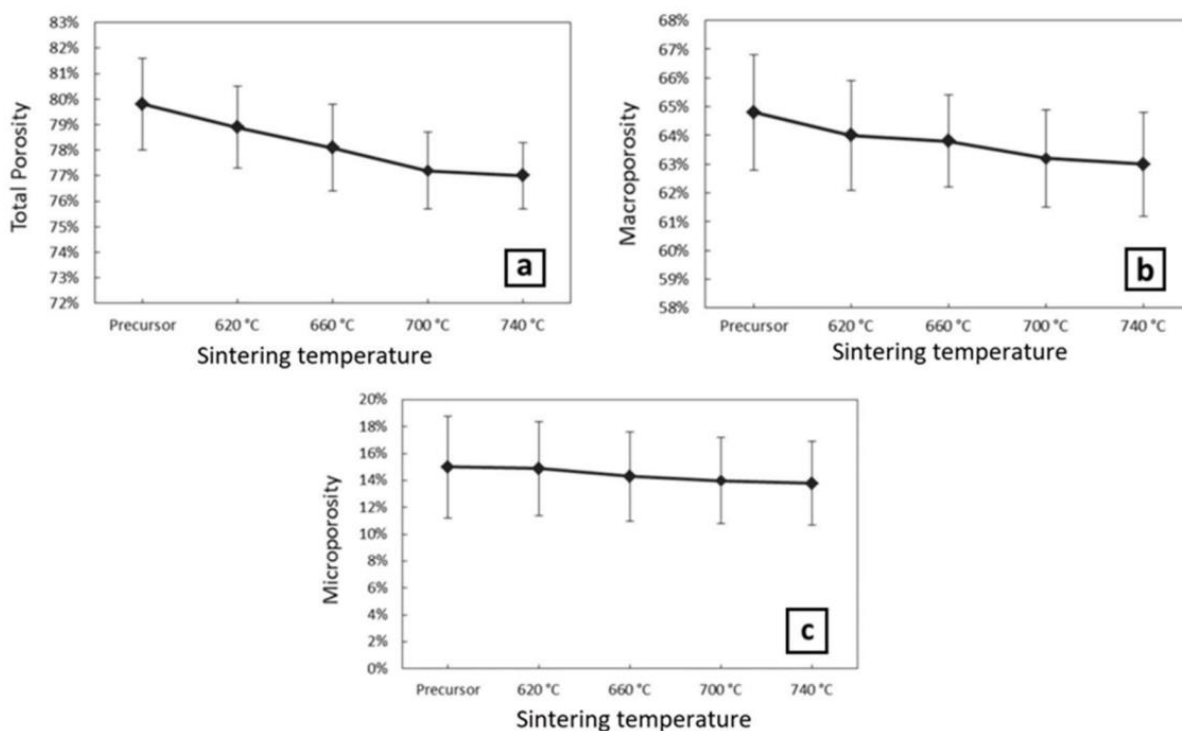 Total Porosity
83%
82%
81%
80%
79%
78%
77%
76%
75%
74%
73%
72%
a
Precursor 620 °C 660 °C 700 °C 740 °C
Sintering temperature
Macroporosity
68%
67%
66%
65%
64%
63%
62%
61%
60%
59%
58%
b
Precursor 620 °C 660 °C 700 °C 740 °C
Sintering temperature
Microporosity
20%
18%
16%
14%
12%
10%
8%
6%
4%
2%
0%
c
Precursor 620 °C 660 °C 700 °C 740 °C
Sintering temperature